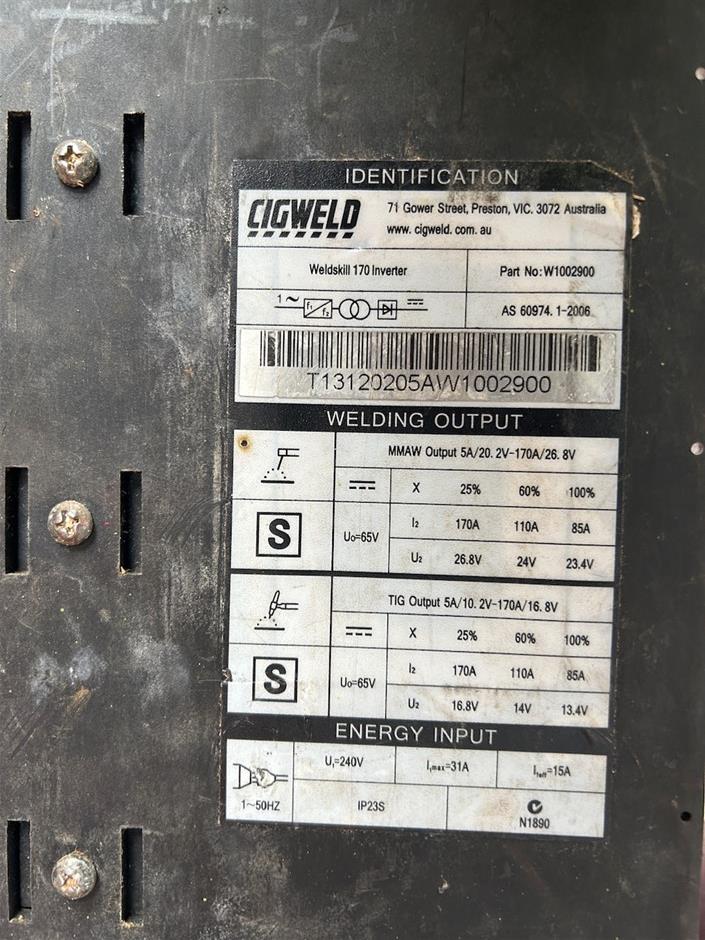 IDENTIFICATION
CIGWELD
71 Gower Street, Preston, VIC. 3072 Australia
www. cigweld. com. au
Weldskill 170 Inverter
Part No: W1002900
1 ~ f₁ f₂
AS 60974. 1-2006
T13120205AW1002900
WELDING OUTPUT
MMAW Output 5A/20. 2V-170A/26. 8V
X 25% 60% 100%
S
U₀=65V
I₂ 170A 110A 85A
U₂ 26.8V 24V 23.4V
TIG Output 5A/10. 2V-170A/16. 8V
X 25% 60% 100%
S
U₀=65V
I₂ 170A 110A 85A
U₂ 16.8V 14V 13.4V
ENERGY INPUT
U₁=240V
I₁max=31A
I₁eff=15A
1~50HZ
IP23S
N1890